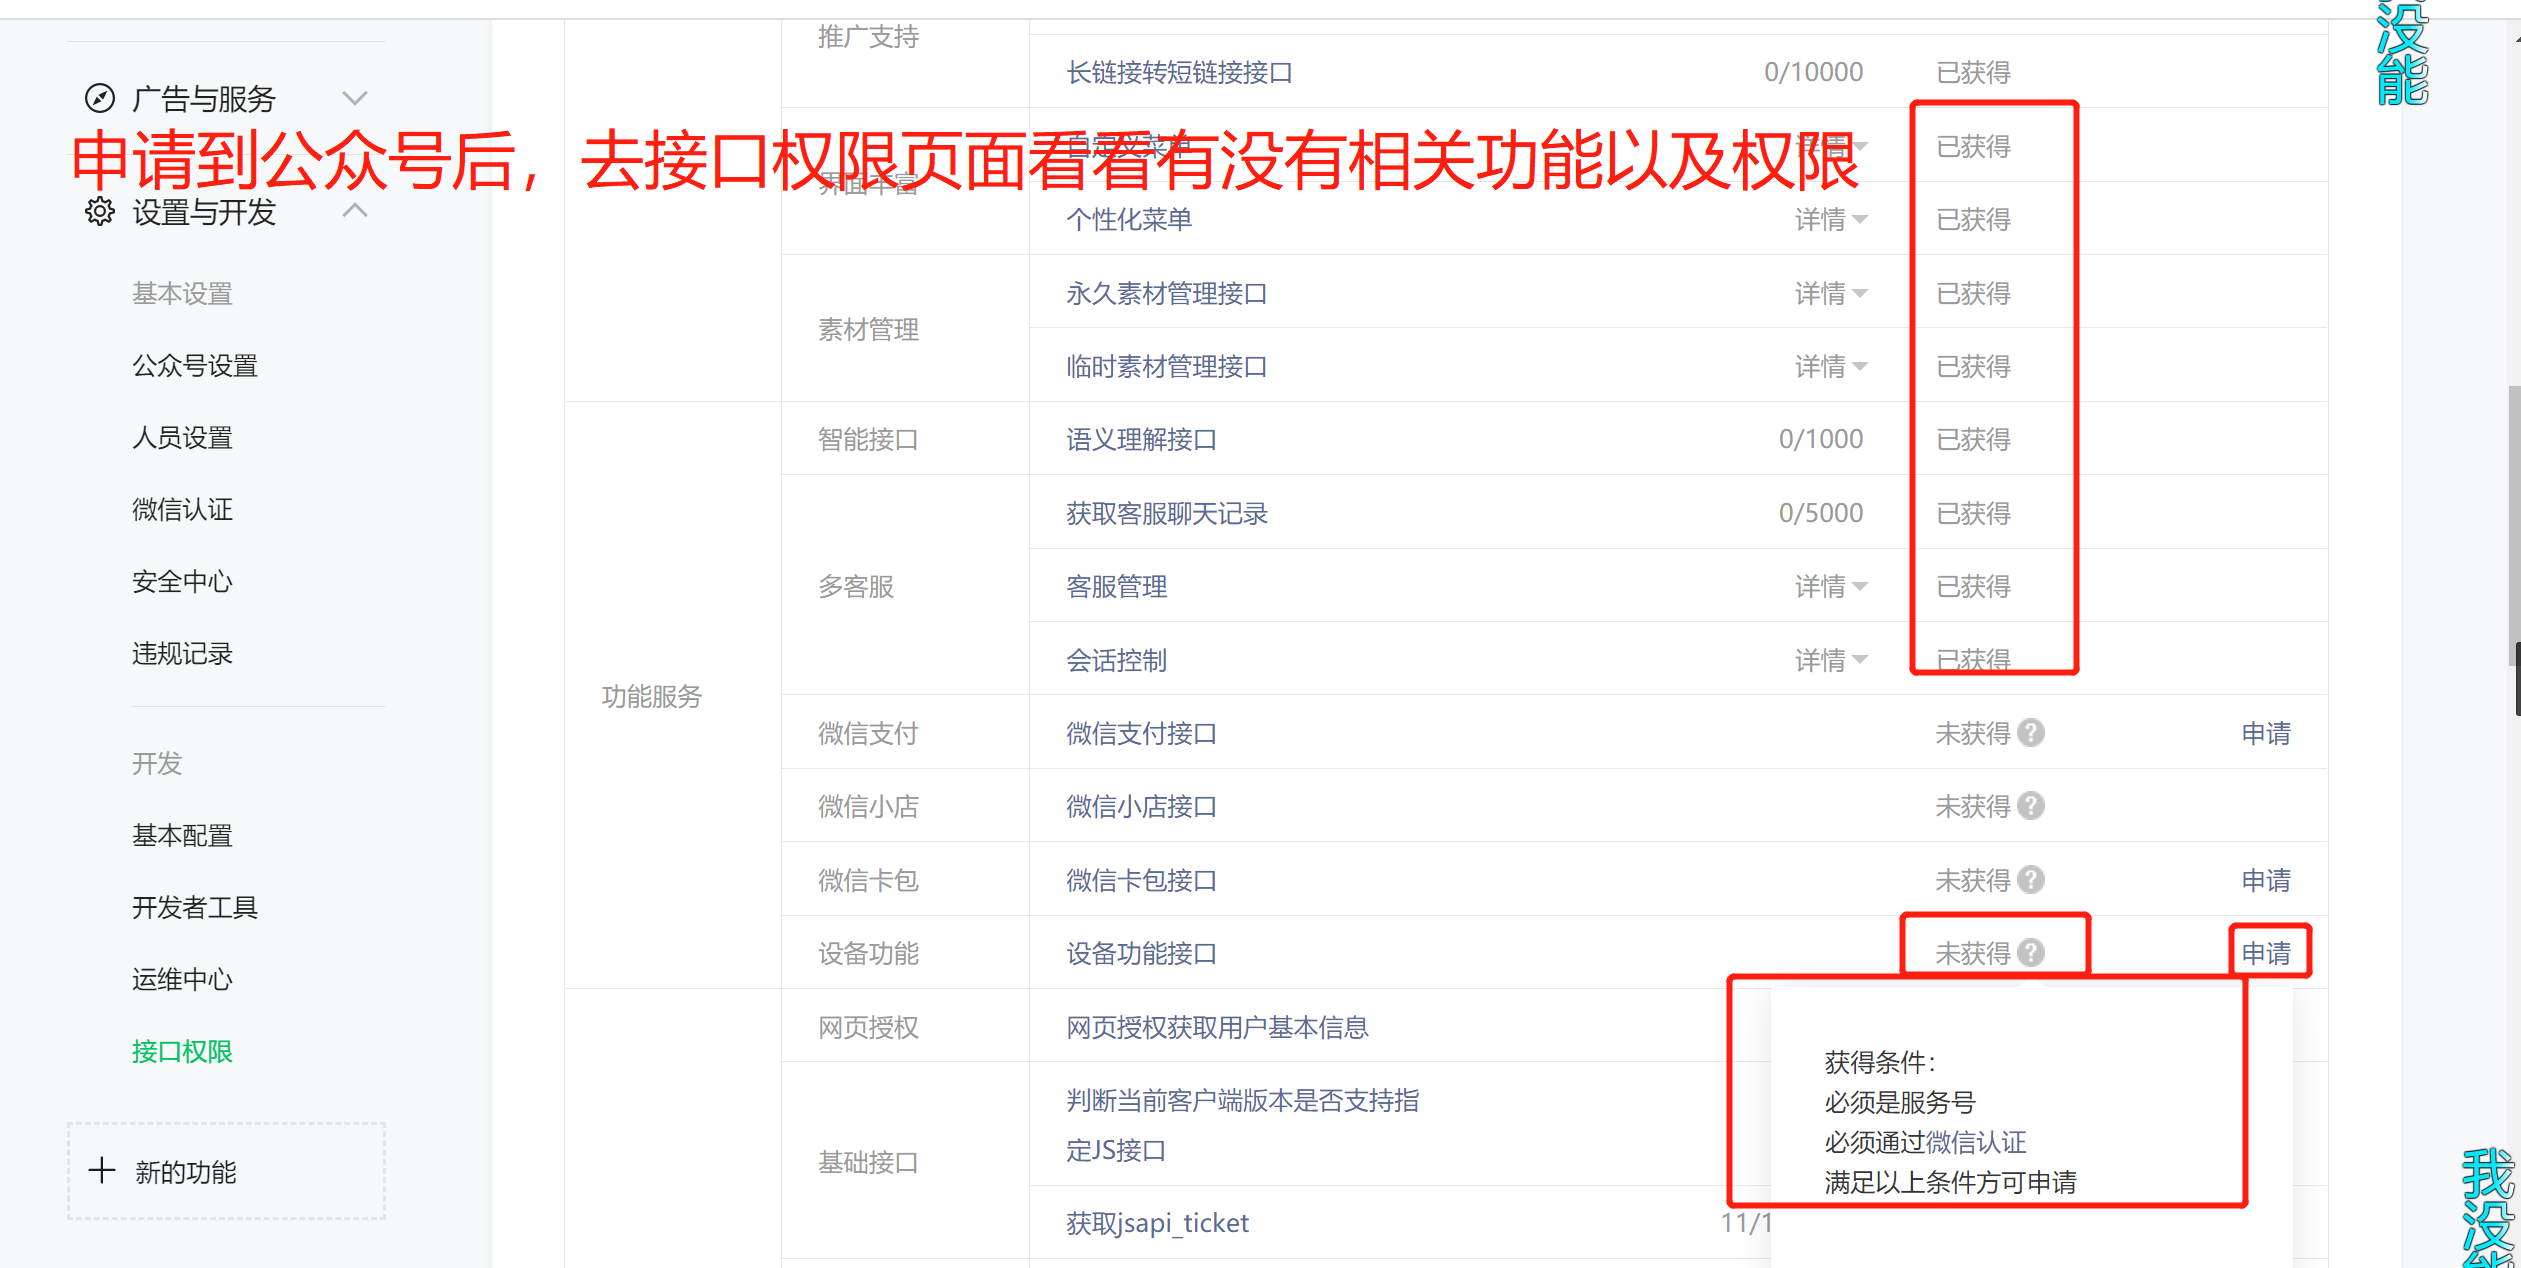 推广支持
长链接转短链接接口 0/10000 已获得
广告与服务
申请到公众号后，去接口权限页面看看有没有相关功能以及权限
自定义菜单 详情 已获得
界面丰富
设置与开发
个性化菜单 详情 已获得
基本设置
永久素材管理接口 详情 已获得
素材管理
公众号设置
临时素材管理接口 详情 已获得
人员设置
智能接口 语义理解接口 0/1000 已获得
微信认证
获取客服聊天记录 0/5000 已获得
安全中心
多客服 客服管理 详情 已获得
违规记录
会话控制 详情 已获得
功能服务
微信支付 微信支付接口 未获得 ? 申请
开发
微信小店 微信小店接口 未获得 ?
基本配置
微信卡包 微信卡包接口 未获得 ? 申请
开发者工具
设备功能 设备功能接口 未获得 ? 申请
运维中心
网页授权 网页授权获取用户基本信息
接口权限
获得条件：
必须是服务号
必须通过微信认证
满足以上条件方可申请
判断当前客户端版本是否支持指
定JS接口
基础接口
新的功能
获取jsapi_ticket 11/1
没能
我没能